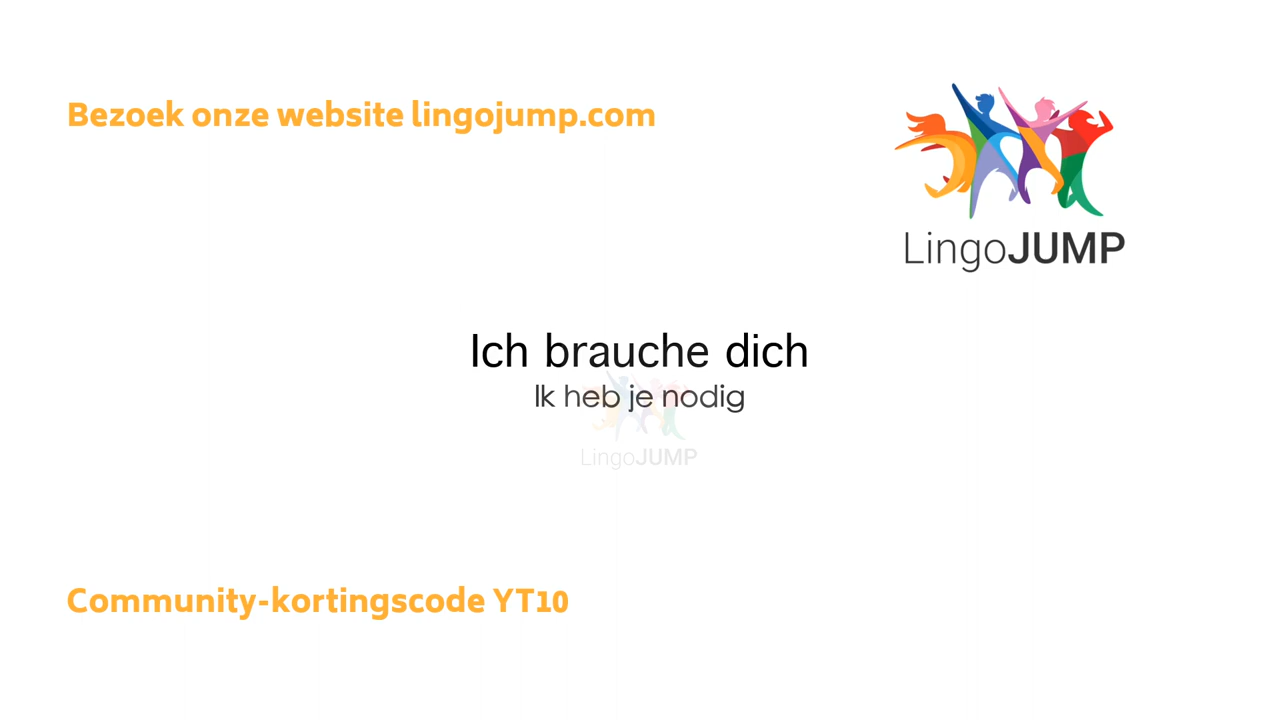 Bezoek onze website lingojump.com
LingoJUMP
Ich brauche dich
Ik heb je nodig
LingoJUMP
Community-kortingscode YT10